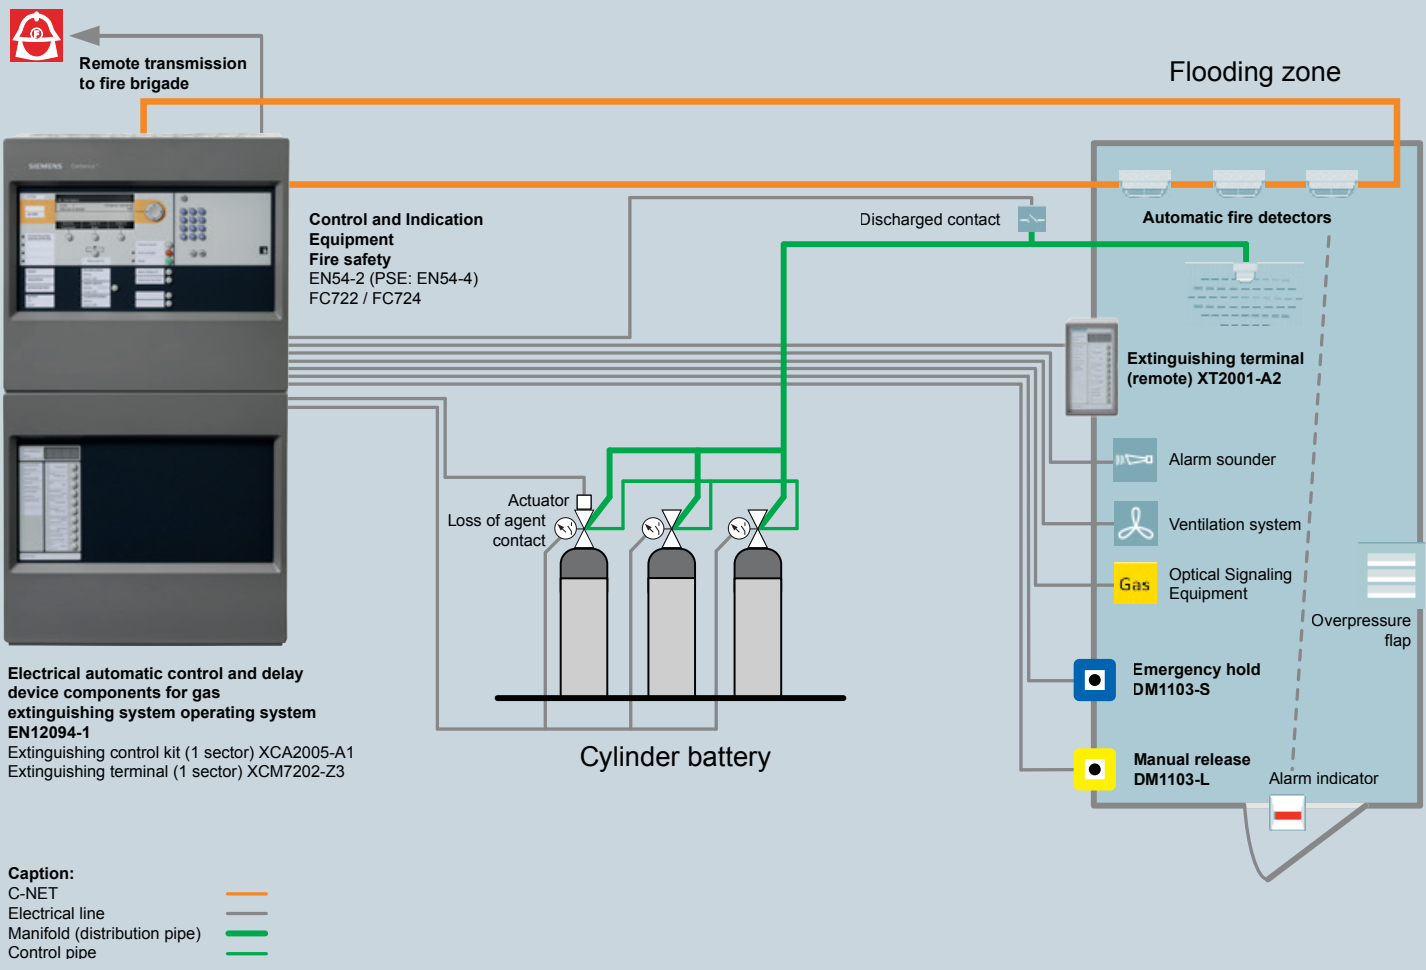 Remote transmission
to fire brigade
Flooding zone
SIEMENS
Control and Indication
Equipment
Fire safety
EN54-2 (PSE: EN54-4)
FC722 / FC724
Discharged contact
Automatic fire detectors
Extinguishing terminal
(remote) XT2001-A2
Alarm sounder
Actuator
Loss of agent
contact
Ventilation system
Gas
Optical Signaling
Equipment
Overpressure
flap
Emergency hold
DM1103-S
Electrical automatic control and delay
device components for gas
extinguishing system operating system
EN12094-1
Extinguishing control kit (1 sector) XCA2005-A1
Extinguishing terminal (1 sector) XCM7202-Z3
Cylinder battery
Manual release
DM1103-L
Alarm indicator
Caption:
C-NET
Electrical line
Manifold (distribution pipe)
Control pipe